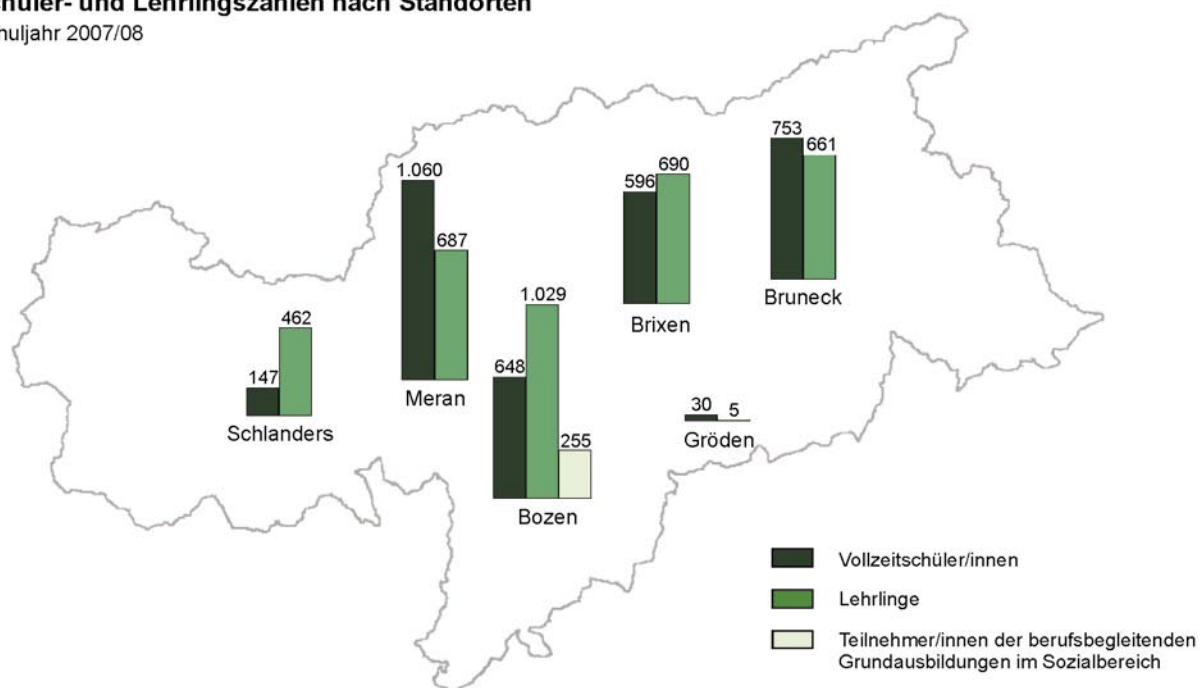 chüler- und Lehrlingszahlen nach Standorten
huljahr 2007/08
753
661
1.060
690
596
687
Bruneck
1.029
Brixen
462
648
147
Meran
30
5
Schlanders
255
Gröden
Bozen
Vollzeitschüler/innen
Lehrlinge
Teilnehmer/innen der berufsbegleitenden
Grundausbildungen im Sozialbereich